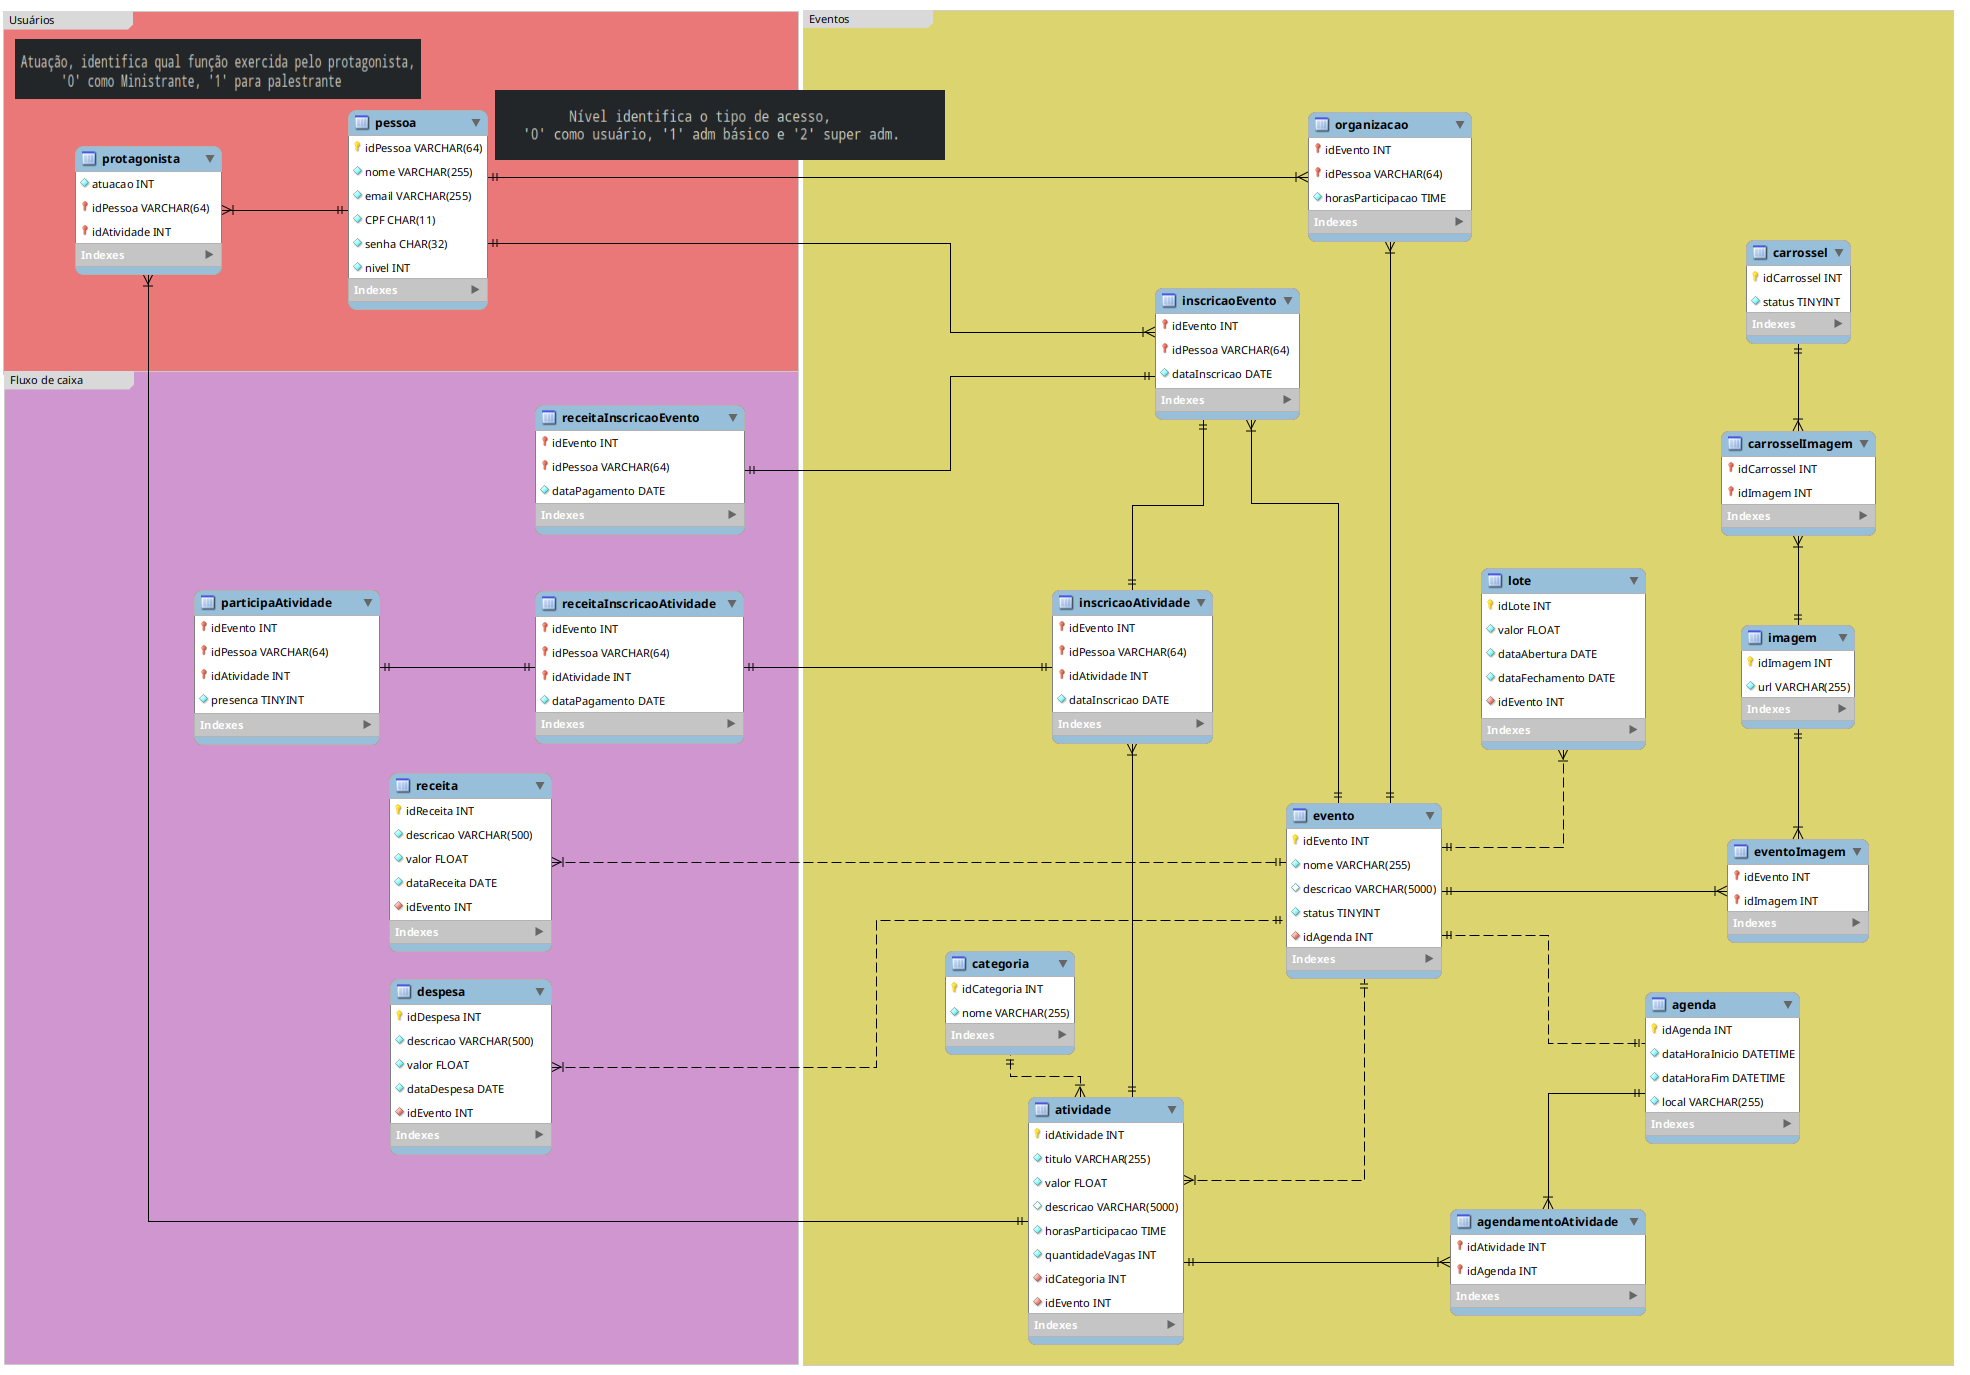 Usuários
Atuação, identifica qual função exercida pelo protagonista,
'0' como Ministrante, '1' para palestrante
protagonista
atuacao INT
idPessoa VARCHAR(64)
idAtividade INT
Indexes
pessoa
idPessoa VARCHAR(64)
nome VARCHAR(255)
email VARCHAR(255)
CPF CHAR(11)
senha CHAR(32)
nivel INT
Indexes
Nível identifica o tipo de acesso,
'0' como usuário, '1' adm básico e '2' super adm.
Eventos
organizacao
idEvento INT
idPessoa VARCHAR(64)
horasParticipacao TIME
Indexes
inscricaoEvento
idEvento INT
idPessoa VARCHAR(64)
dataInscricao DATE
Indexes
carrossel
idCarrossel INT
status TINYINT
Indexes
carrosselImagem
idCarrossel INT
idImagem INT
Indexes
Fluxo de caixa
receitaInscricaoEvento
idEvento INT
idPessoa VARCHAR(64)
dataPagamento DATE
Indexes
participaAtividade
idEvento INT
idPessoa VARCHAR(64)
idAtividade INT
presenca TINYINT
Indexes
receitaInscricaoAtividade
idEvento INT
idPessoa VARCHAR(64)
idAtividade INT
dataPagamento DATE
Indexes
inscricaoAtividade
idEvento INT
idPessoa VARCHAR(64)
idAtividade INT
dataInscricao DATE
Indexes
lote
idLote INT
valor FLOAT
dataAbertura DATE
dataFechamento DATE
idEvento INT
Indexes
imagem
idImagem INT
url VARCHAR(255)
Indexes
receita
idReceita INT
descricao VARCHAR(500)
valor FLOAT
dataReceita DATE
idEvento INT
Indexes
evento
idEvento INT
nome VARCHAR(255)
descricao VARCHAR(5000)
status TINYINT
idAgenda INT
Indexes
eventoImagem
idEvento INT
idImagem INT
Indexes
despesa
idDespesa INT
descricao VARCHAR(500)
valor FLOAT
dataDespesa DATE
idEvento INT
Indexes
categoria
idCategoria INT
nome VARCHAR(255)
Indexes
agenda
idAgenda INT
dataHoraInicio DATETIME
dataHoraFim DATETIME
local VARCHAR(255)
Indexes
atividade
idAtividade INT
titulo VARCHAR(255)
valor FLOAT
descricao VARCHAR(5000)
horasParticipacao TIME
quantidadeVagas INT
idCategoria INT
idEvento INT
Indexes
agendamentoAtividade
idAtividade INT
idAgenda INT
Indexes